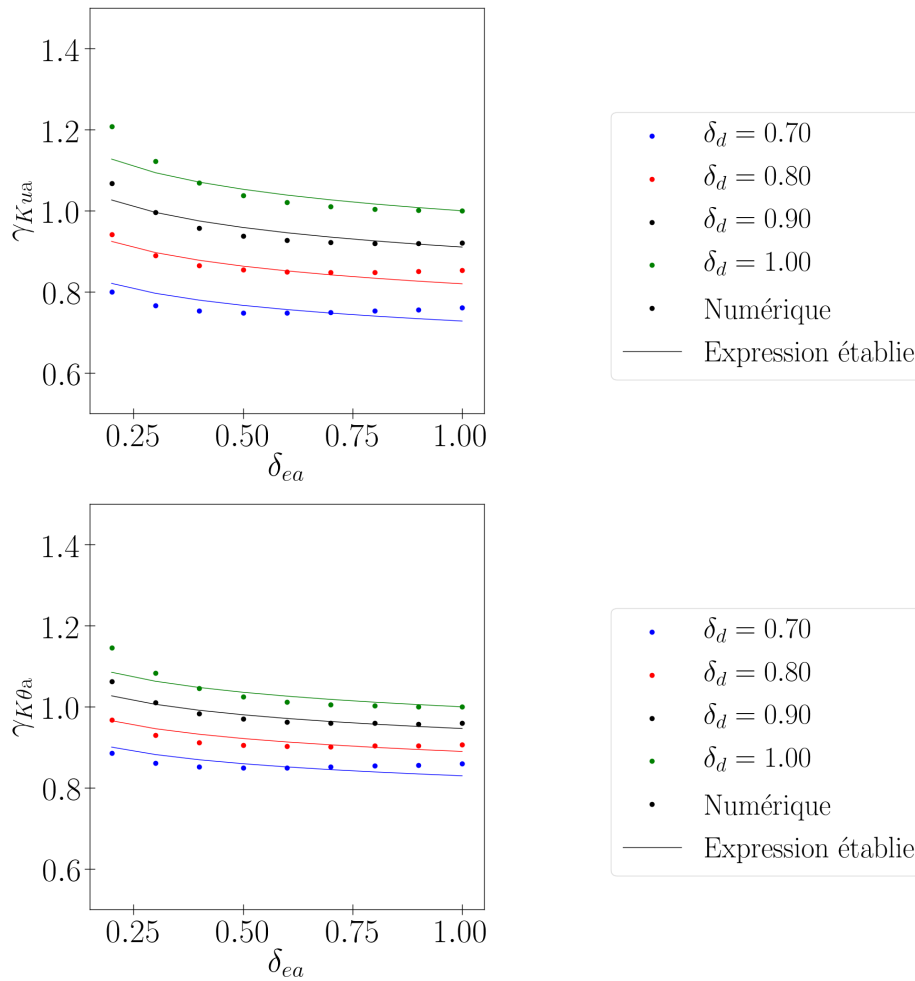 1.4
1.2
1.0
0.8
0.6
γKua
0.25 0.50 0.75 1.00
δea
δd = 0.70
δd = 0.80
δd = 0.90
δd = 1.00
Numérique
Expression établie
1.4
1.2
1.0
0.8
0.6
γKθa
0.25 0.50 0.75 1.00
δea
δd = 0.70
δd = 0.80
δd = 0.90
δd = 1.00
Numérique
Expression établie